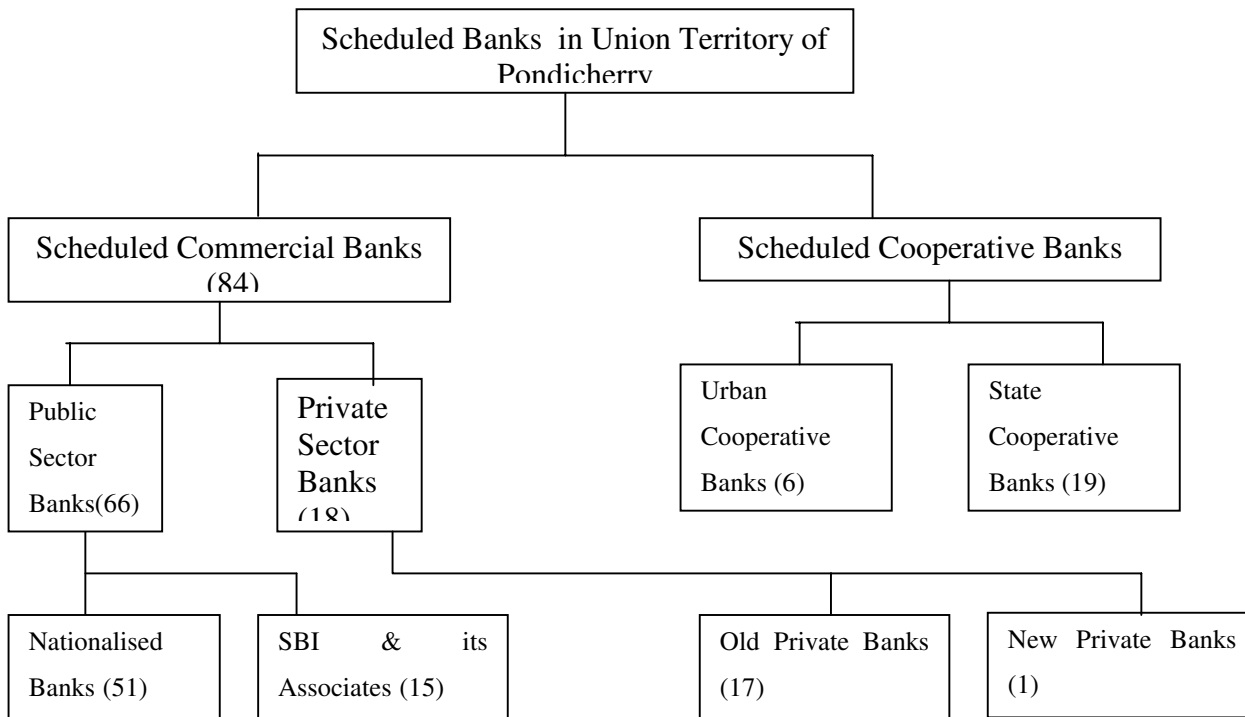 Scheduled Banks in Union Territory of
Pondicherry
Scheduled Commercial Banks
(84)
Scheduled Cooperative Banks
Public
Sector
Banks(66)
Private
Sector
Banks
(18)
Urban
Cooperative
Banks (6)
State
Cooperative
Banks (19)
Nationalised
Banks (51)
SBI & its
Associates (15)
Old Private Banks
(17)
New Private Banks
(1)